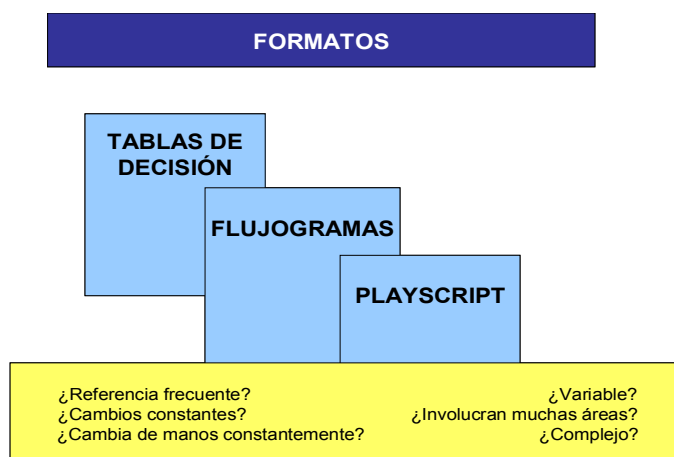 FORMATOS
TABLAS DE
DECISIÓN
FLUJOGRAMAS
PLAYSCRIPT
¿Referencia frecuente?
¿Cambios constantes?
¿Cambia de manos constantemente?
¿Variable?
¿Involucran muchas áreas?
¿Complejo?